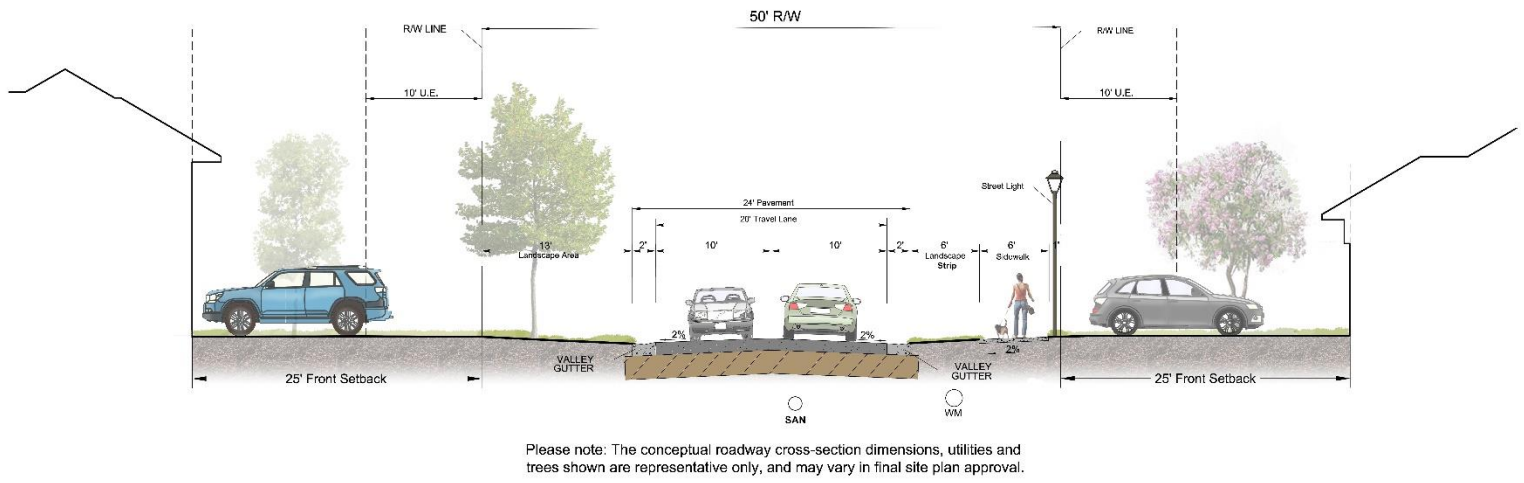 50' R/W
R/W LINE
R/W LINE
10' U.E.
10' U.E.
Street Light
24' Pavement
20' Travel Lane
13'
Landscape Area
2'
10'
10'
2'
6'
Landscape
Strip
6'
Sidewalk
1'
2%
2%
2%
VALLEY
GUTTER
VALLEY
GUTTER
25' Front Setback
25' Front Setback
SAN
WM
Please note: The conceptual roadway cross-section dimensions, utilities and
trees shown are representative only, and may vary in final site plan approval.